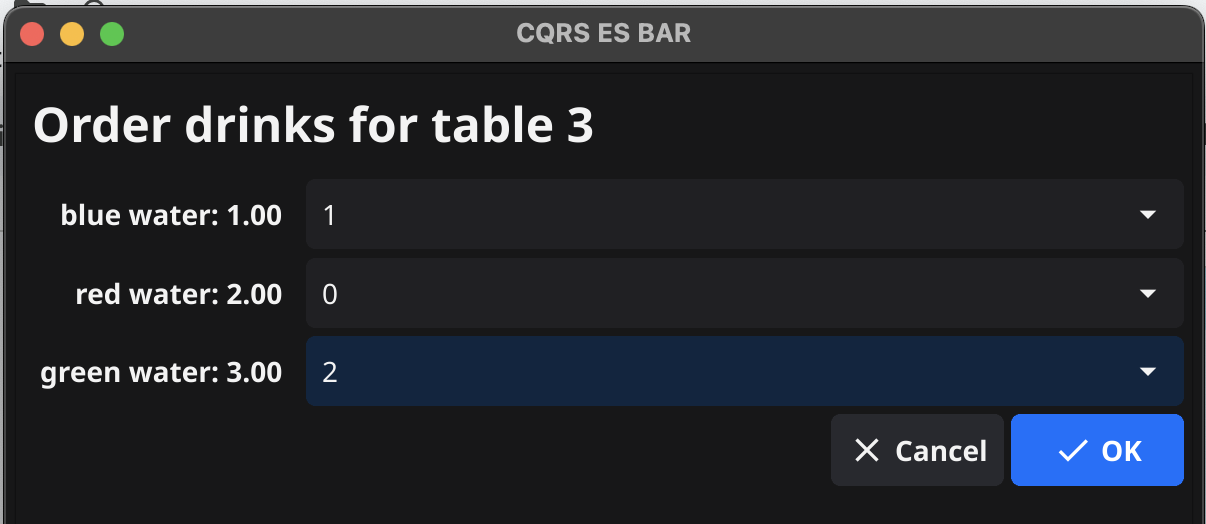 CQRS ES BAR
Order drinks for table 3
blue water: 1.00 1
red water: 2.00 0
green water: 3.00 2
Cancel OK